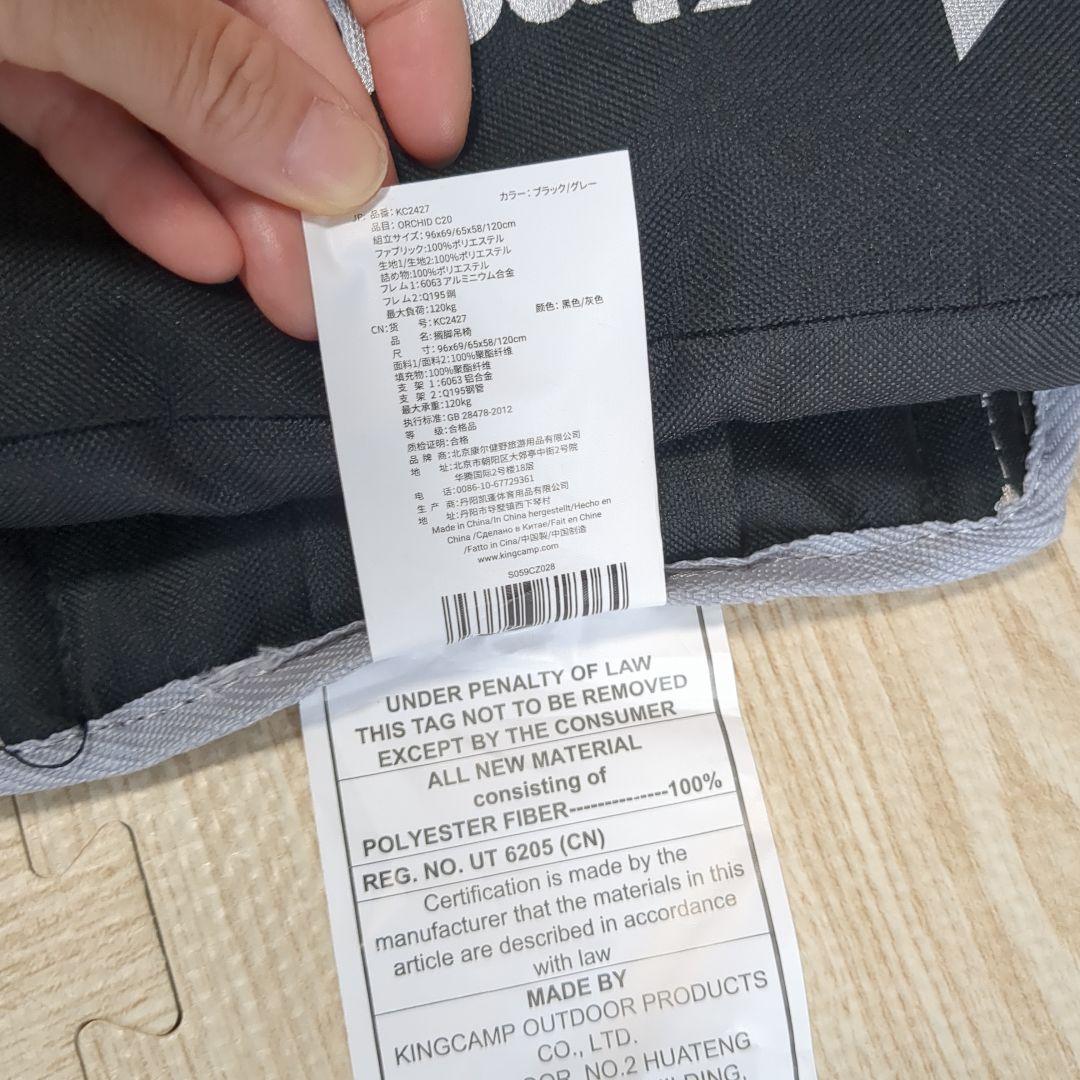 JP: 品番: KC2427 カラー: ブラック/グレー
品目: ORCHID C20
組立サイズ: 96x69/65x58/120cm
ファブリック:100%ポリエステル
生地1/生地2:100%ポリエステル
詰め物:100%ポリエステル
フレム1:6063アルミニウム合金
フレム2:Q195鋼
最大負荷:120kg
CN:货 号:KC2427 颜色: 黑色/灰色
品 名:搁脚吊椅
尺 寸: 96x69/65x58/120cm
面料1/面料2: 100%聚酯纤维
填充物:100%聚酯纤维
支 架 1:6063 铝合金
支 架 2:Q195钢管
最大承重:120kg
执行标准: GB 28478-2012
等 级:合格品
质检证明:合格
品 牌 商:北京康尔健野旅游用品有限公司
地 址:北京市朝阳区大郊亭中街2号院
华腾国际2号楼18层
电 话:0086-10-67729361
生 产 商:丹阳凯蓬体育用品有限公司
地 址:丹阳市导墅镇西下琴村
Made in China/In China hergestellt/Hecho en
China /Сделано в Китае/Fait en Chine
/Fatto in Cina/中国製/中国制造
www.kingcamp.com
S059CZ028
UNDER PENALTY OF LAW
THIS TAG NOT TO BE REMOVED
EXCEPT BY THE CONSUMER
ALL NEW MATERIAL
consisting of
POLYESTER FIBER--------------100%
REG. NO. UT 6205 (CN)
Certification is made by the
manufacturer that the materials in this
article are described in accordance
with law
MADE BY
KINGCAMP OUTDOOR PRODUCTS
CO., LTD.
NO.2 HUATENG